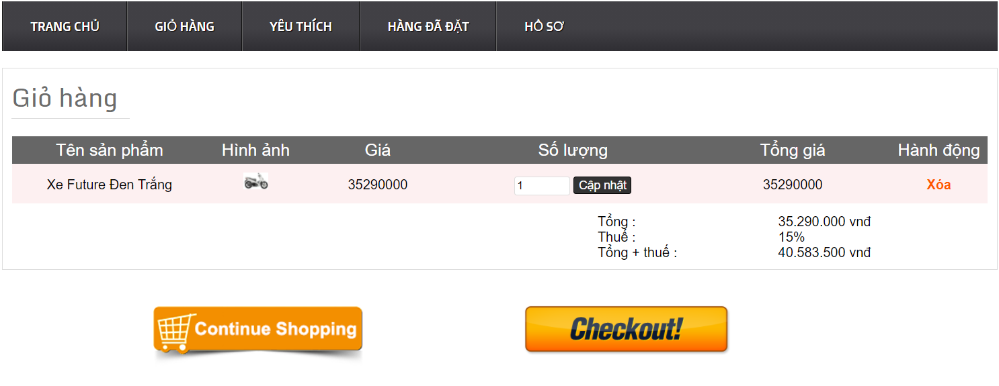 TRANG CHỦ GIỎ HÀNG YÊU THÍCH HÀNG ĐÃ ĐẶT HỒ SƠ
Giỏ hàng
Tên sản phẩm Hình ảnh Giá Số lượng Tổng giá Hành động
Xe Future Đen Trắng 35290000 1 Cập nhật 35290000 Xóa
Tổng : 35.290.000 vnđ
Thuế : 15%
Tổng + thuế : 40.583.500 vnđ
Continue Shopping Checkout!